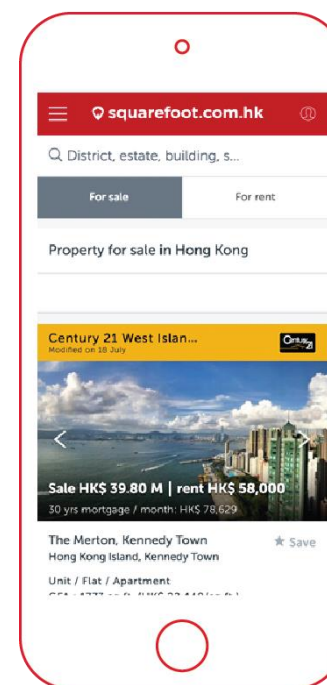 squarefoot.com.hk
District, estate, building, s...
For sale
For rent
Property for sale in Hong Kong
Century 21 West Islan...
Modified on 18 July
Century 21
Sale HK$ 39.80 M | rent HK$ 58,000
30 yrs mortgage / month: HK$ 78,629
The Merton, Kennedy Town
Save
Hong Kong Island, Kennedy Town
Unit / Flat / Apartment